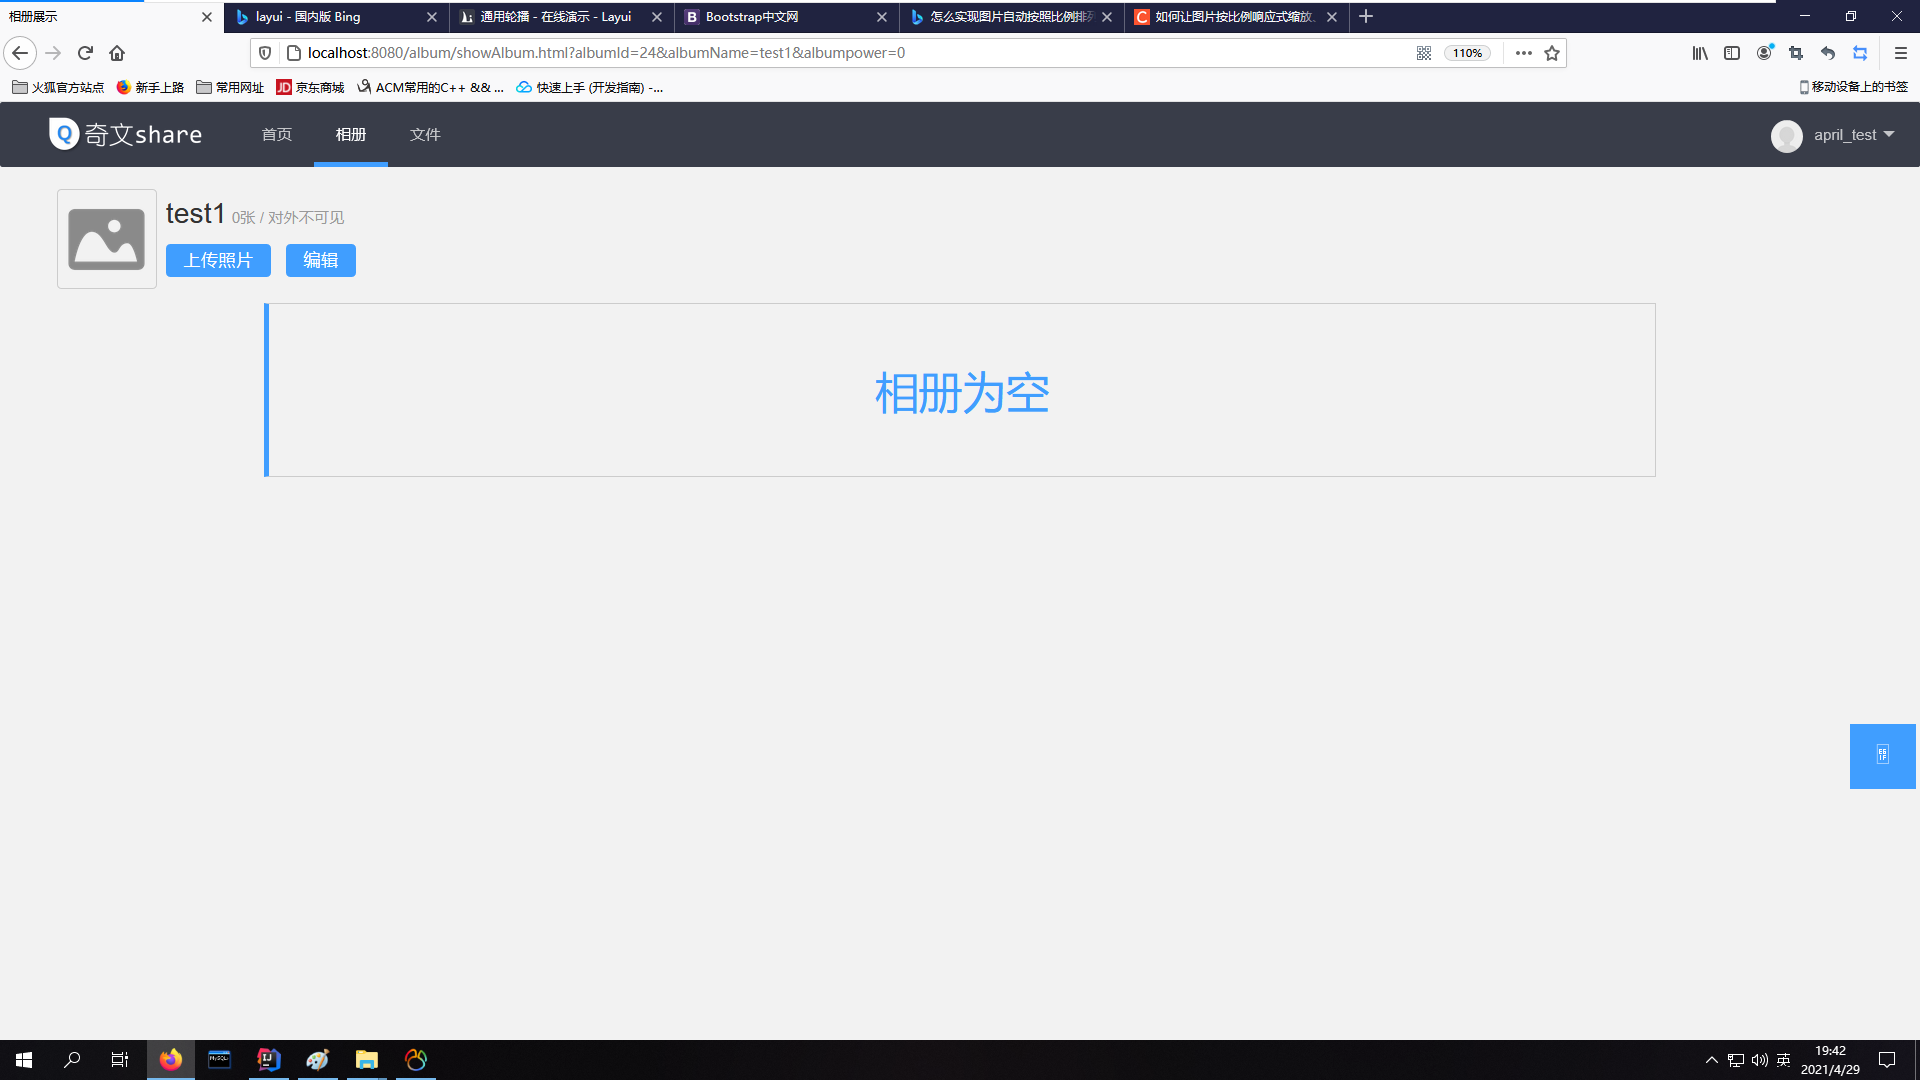 相册展示
layui - 国内版 Bing
通用轮播 - 在线演示 - Layui
Bootstrap中文网
怎么实现图片自动按照比例排列
如何让图片按比例响应式缩放
localhost:8080/album/showAlbum.html?albumId=24&albumName=test1&albumpower=0
110%
火狐官方站点
新手上路
常用网址
JD 京东商城
ACM常用的C++ && ...
快速上手 (开发指南) -...
移动设备上的书签
奇文share
首页
相册
文件
april_test
test1 0张 / 对外不可见
上传照片
编辑
相册为空
英
19:42
2021/4/29